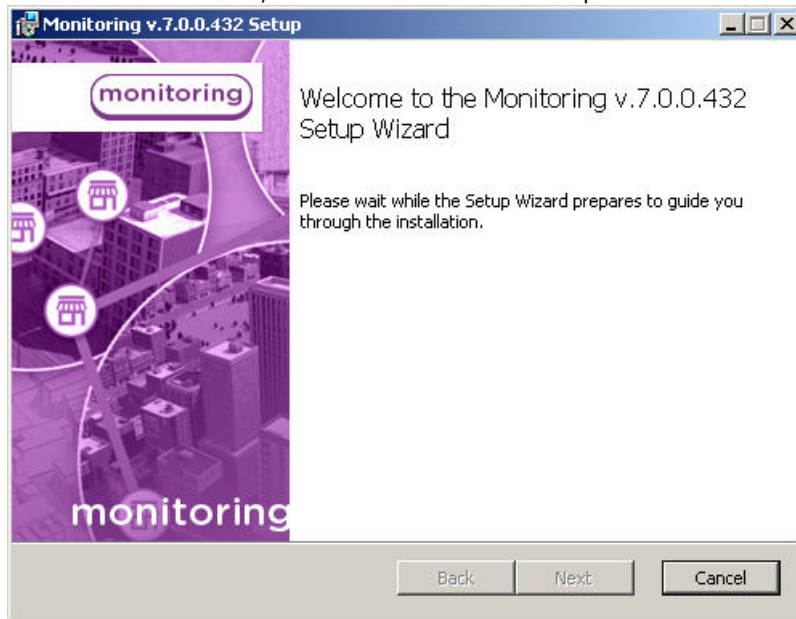 Monitoring v.7.0.0.432 Setup
monitoring
Welcome to the Monitoring v.7.0.0.432
Setup Wizard
Please wait while the Setup Wizard prepares to guide you
through the installation.
monitoring
Back
Next
Cancel